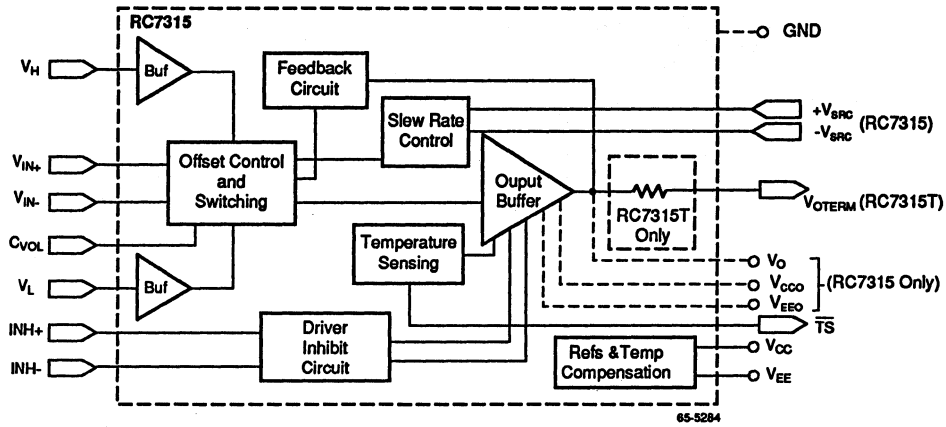 RC7315
GND
V_H
Buf
Feedback
Circuit
Slew Rate
Control
+V_SRC
-V_SRC
(RC7315)
V_IN+
V_IN-
Offset Control
and
Switching
Ouput
Buffer
RC7315T
Only
V_OTERM (RC7315T)
C_VOL
Temperature
Sensing
V_L
Buf
V_O
V_CCO
V_EEO
(RC7315 Only)
INH+
INH-
Driver
Inhibit
Circuit
T̅S̅
Refs & Temp
Compensation
V_CC
V_EE
65-5284